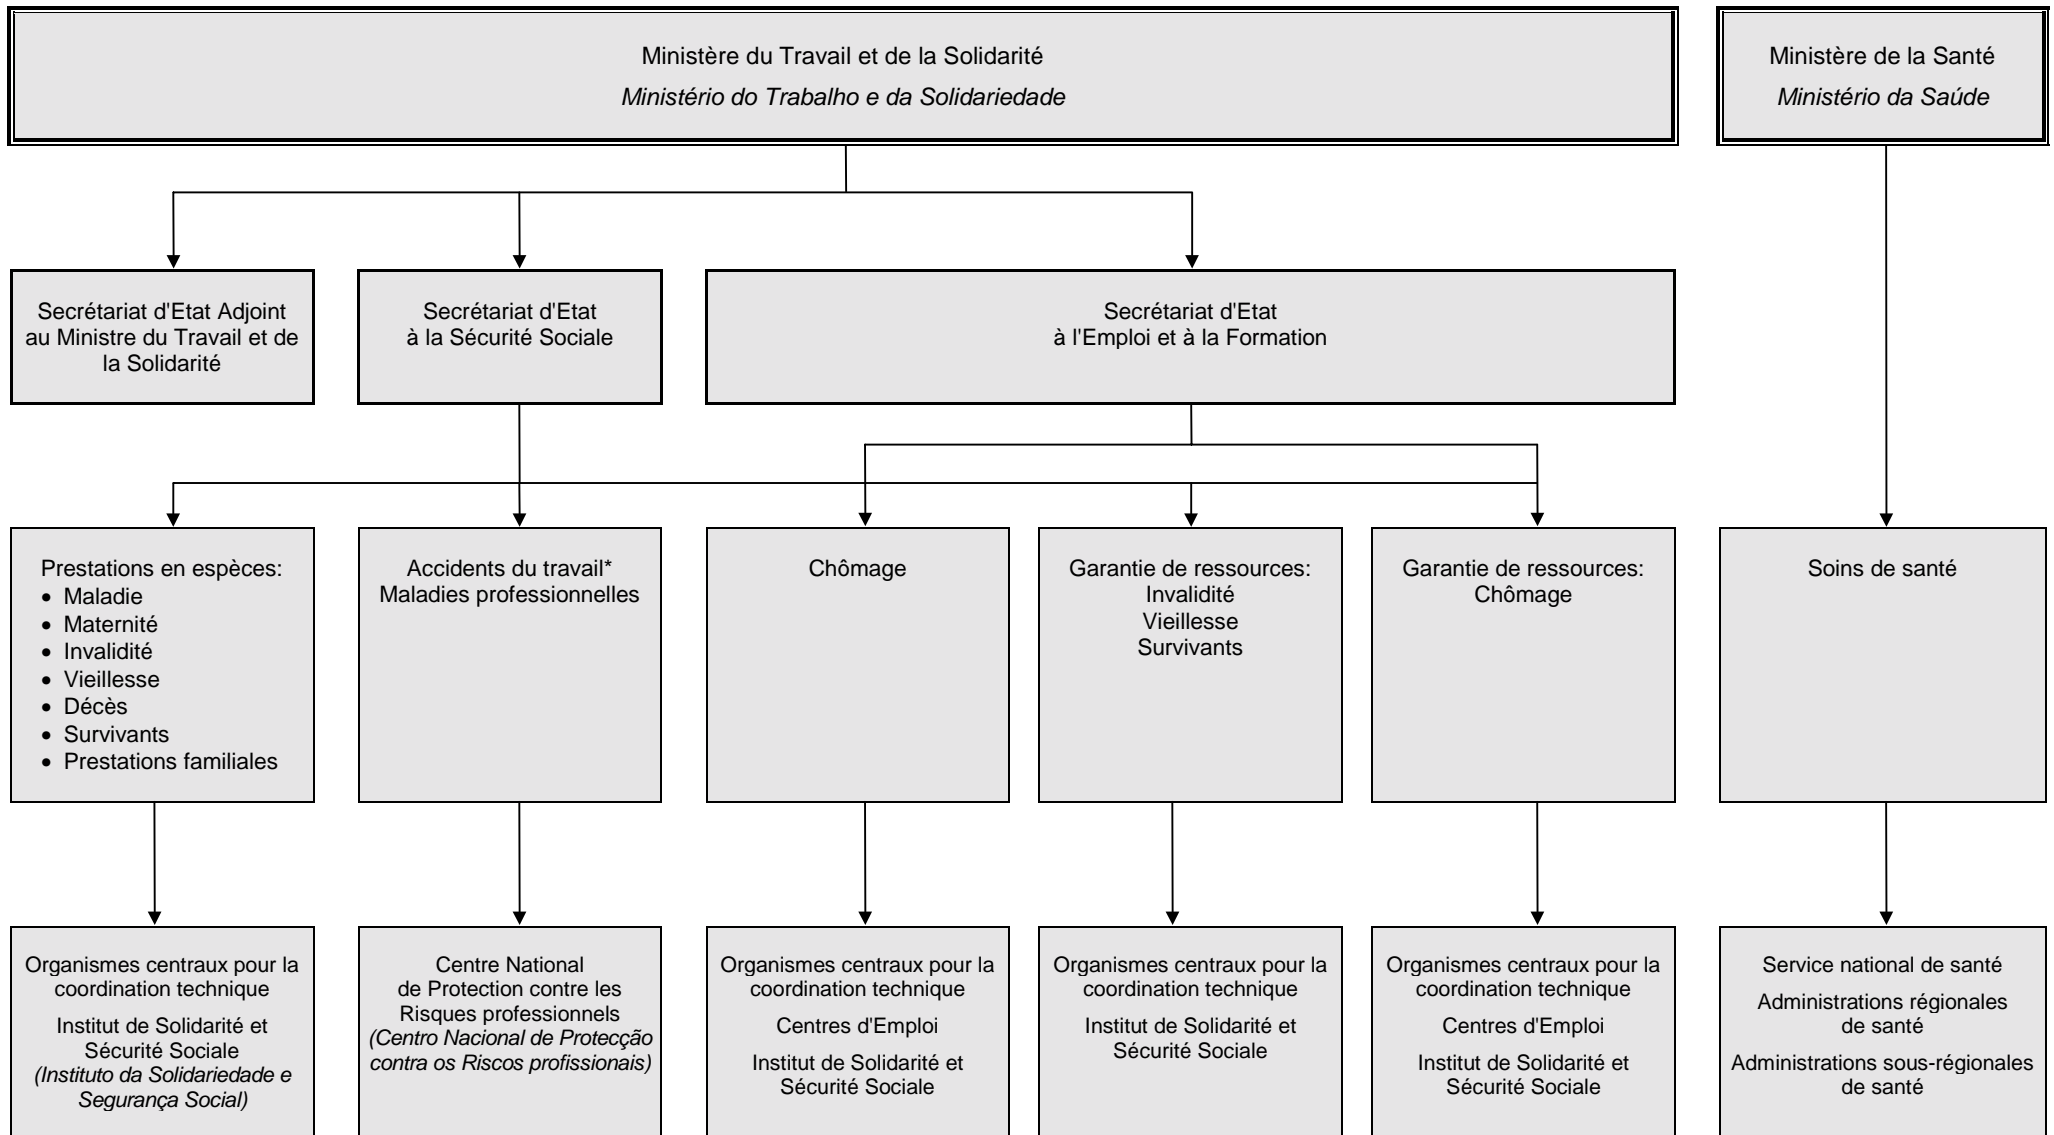 Ministère du Travail et de la Solidarité
Ministério do Trabalho e da Solidariedade
Ministère de la Santé
Ministério da Saúde
Secrétariat d'Etat Adjoint
au Ministre du Travail et de
la Solidarité
Secrétariat d'Etat
à la Sécurité Sociale
Secrétariat d'Etat
à l'Emploi et à la Formation
Prestations en espèces:
• Maladie
• Maternité
• Invalidité
• Vieillesse
• Décès
• Survivants
• Prestations familiales
Accidents du travail*
Maladies professionnelles
Chômage
Garantie de ressources:
Invalidité
Vieillesse
Survivants
Garantie de ressources:
Chômage
Soins de santé
Organismes centraux pour la
coordination technique
Institut de Solidarité et
Sécurité Sociale
(Instituto da Solidariedade e
Segurança Social)
Centre National
de Protection contre les
Risques professionnels
(Centro Nacional de Protecção
contra os Riscos profissionais)
Organismes centraux pour la
coordination technique
Centres d'Emploi
Institut de Solidarité et
Sécurité Sociale
Organismes centraux pour la
coordination technique
Institut de Solidarité et
Sécurité Sociale
Organismes centraux pour la
coordination technique
Centres d'Emploi
Institut de Solidarité et
Sécurité Sociale
Service national de santé
Administrations régionales
de santé
Administrations sous-régionales
de santé